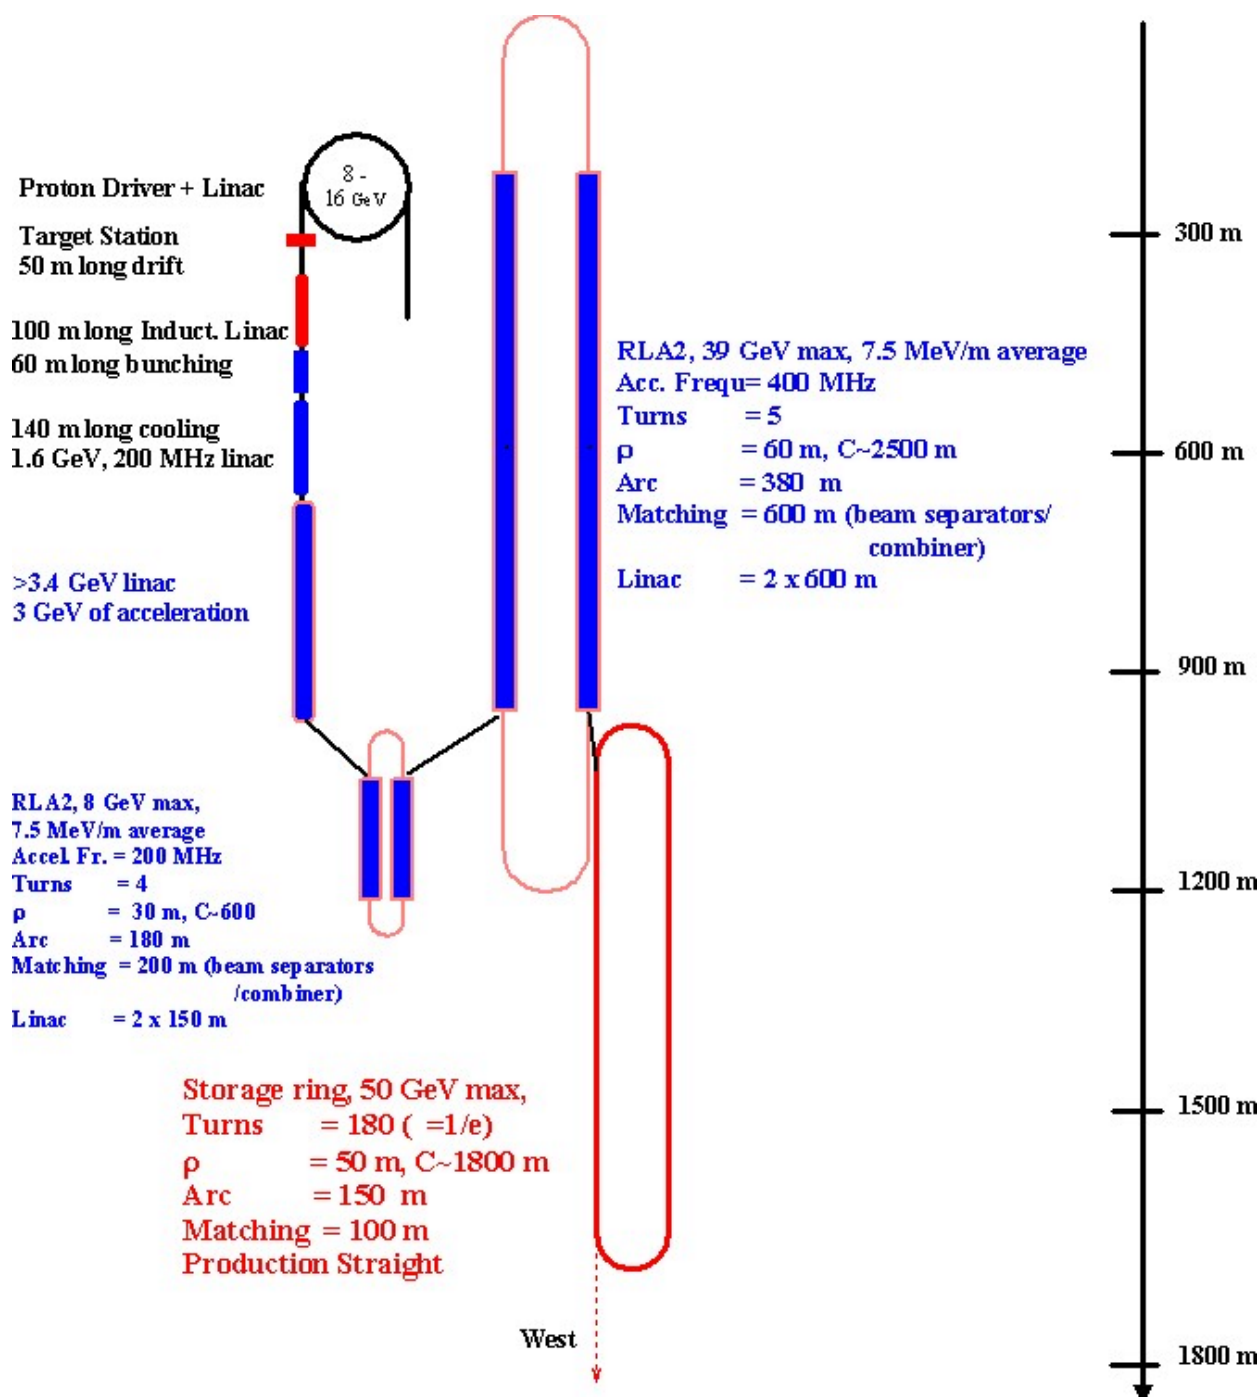 8 -
16 GeV
Proton Driver + Linac
Target Station
50 m long drift
100 m long Induct. Linac
60 m long bunching
140 m long cooling
1.6 GeV, 200 MHz linac
>3.4 GeV linac
3 GeV of acceleration
RLA2, 39 GeV max, 7.5 MeV/m average
Acc. Frequ= 400 MHz
Turns = 5
ρ = 60 m, C~2500 m
Arc = 380 m
Matching = 600 m (beam separators/
combiner)
Linac = 2 x 600 m
RLA2, 8 GeV max,
7.5 MeV/m average
Accel. Fr. = 200 MHz
Turns = 4
ρ = 30 m, C~600
Arc = 180 m
Matching = 200 m (beam separators
/combiner)
Linac = 2 x 150 m
Storage ring, 50 GeV max,
Turns = 180 ( =1/e)
ρ = 50 m, C~1800 m
Arc = 150 m
Matching = 100 m
Production Straight
West
300 m
600 m
900 m
1200 m
1500 m
1800 m